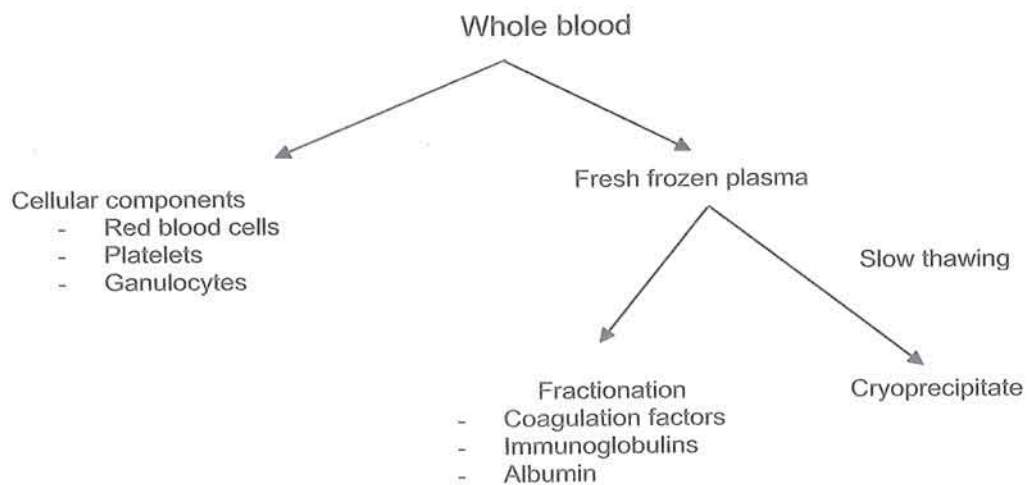 Whole blood
Fresh frozen plasma
Cellular components
- Red blood cells
- Platelets
- Ganulocytes
Slow thawing
Fractionation
- Coagulation factors
- Immunoglobulins
- Albumin
Cryoprecipitate